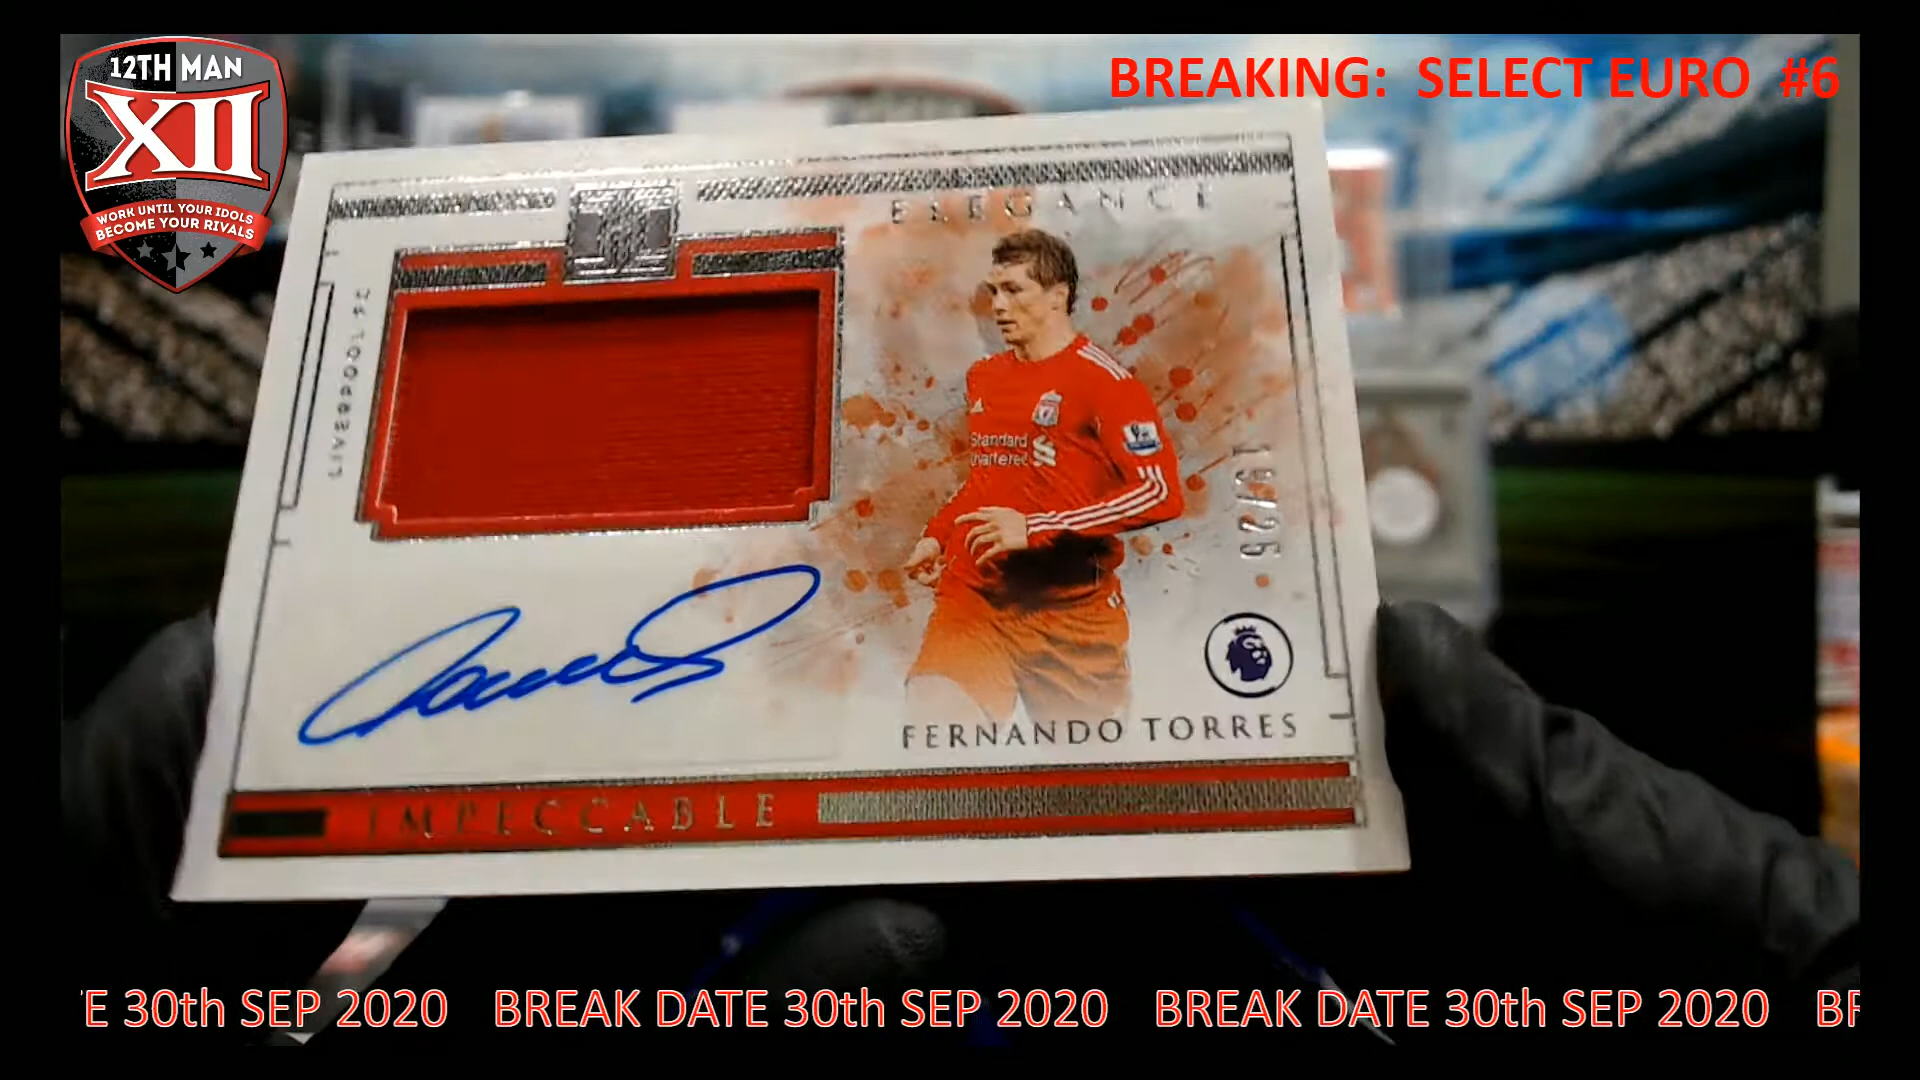 12TH MAN
XII
WORK UNTIL YOUR IDOLS
BECOME YOUR RIVALS
BREAKING: SELECT EURO #6
ELEGANCE
LIVERPOOL FC
Standard
Chartered
FERNANDO TORRES
IMPECCABLE
E 30th SEP 2020 BREAK DATE 30th SEP 2020 BREAK DATE 30th SEP 2020 BR